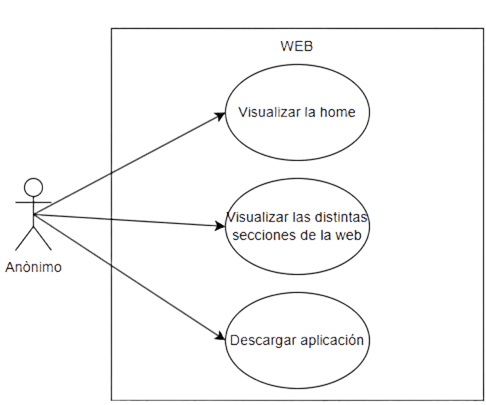 WEB
Visualizar la home
Visualizar las distintas
secciones de la web
Anònimo
Descargar aplicación